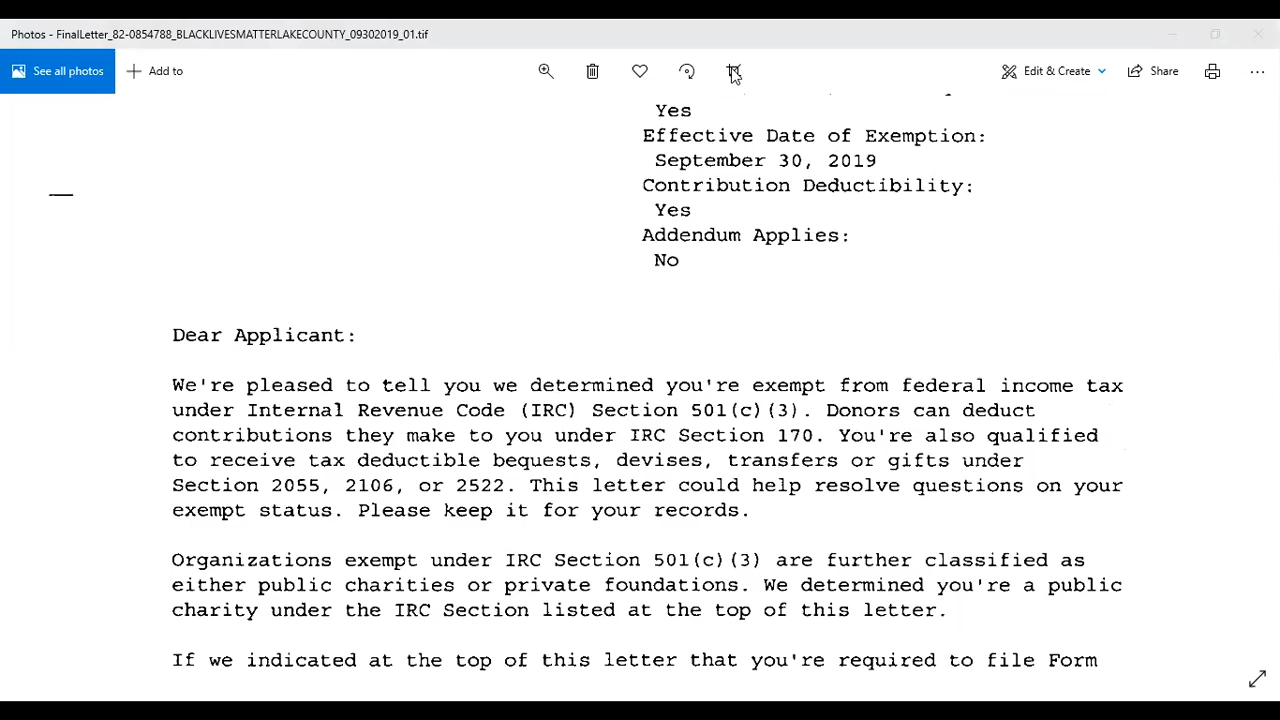 Photos - FinalLetter_82-0854788_BLACKLIVESMATTERLAKECOUNTY_09302019_01.tif
See all photos
Add to
Edit & Create
Share
Yes
Effective Date of Exemption:
September 30, 2019
Contribution Deductibility:
Yes
Addendum Applies:
No
Dear Applicant:
We're pleased to tell you we determined you're exempt from federal income tax
under Internal Revenue Code (IRC) Section 501(c)(3). Donors can deduct
contributions they make to you under IRC Section 170. You're also qualified
to receive tax deductible bequests, devises, transfers or gifts under
Section 2055, 2106, or 2522. This letter could help resolve questions on your
exempt status. Please keep it for your records.
Organizations exempt under IRC Section 501(c)(3) are further classified as
either public charities or private foundations. We determined you're a public
charity under the IRC Section listed at the top of this letter.
If we indicated at the top of this letter that you're required to file Form